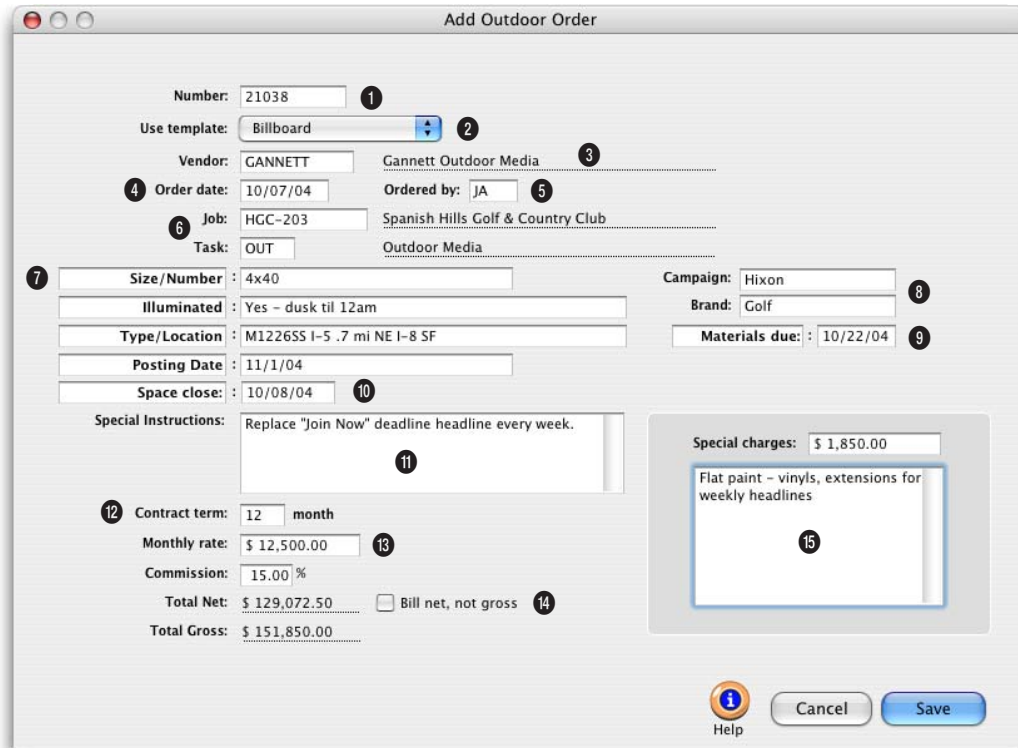 Add Outdoor Order
Number: 21038 1
Use template: Billboard 2
Vendor: GANNETT Gannett Outdoor Media 3
4 Order date: 10/07/04 Ordered by: JA 5
6 Job: HGC-203 Spanish Hills Golf & Country Club
Task: OUT Outdoor Media
7 Size/Number : 4x40
Campaign: Hixon 8
Illuminated : Yes - dusk til 12am
Brand: Golf
Type/Location : M1226SS I-5 .7 mi NE I-8 SF
Materials due: : 10/22/04 9
Posting Date : 11/1/04
Space close: : 10/08/04 10
Special Instructions: Replace "Join Now" deadline headline every week.
11
Special charges: $ 1,850.00
Flat paint - vinyls, extensions for
weekly headlines
15
12 Contract term: 12 month
Monthly rate: $ 12,500.00 13
Commission: 15.00 %
Total Net: $ 129,072.50 Bill net, not gross 14
Total Gross: $ 151,850.00
Help
Cancel
Save